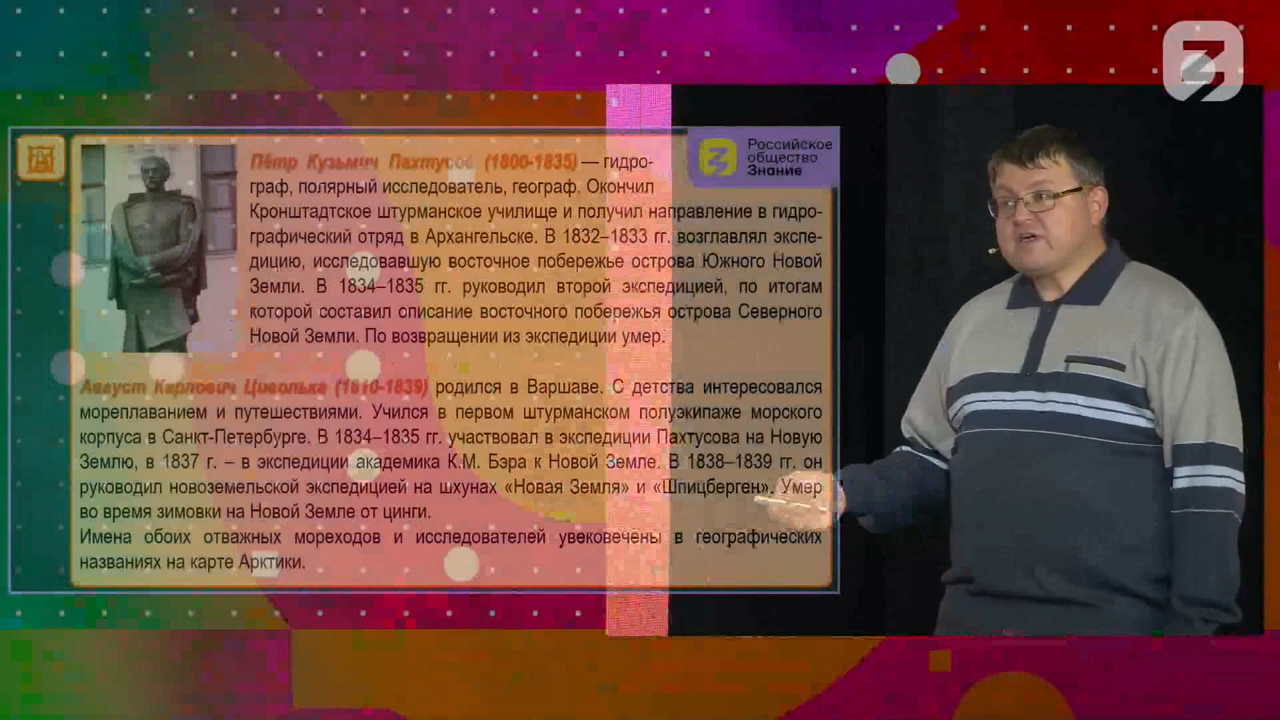 Российское
общество
Знание
Пётр Кузьмич Пахтусов (1800-1835) — гидро-
граф, полярный исследователь, географ. Окончил
Кронштадтское штурманское училище и получил направление в гидро-
графический отряд в Архангельске. В 1832–1833 гг. возглавлял экспе-
дицию, исследовавшую восточное побережье острова Южного Новой
Земли. В 1834–1835 гг. руководил второй экспедицией, по итогам
которой составил описание восточного побережья острова Северного
Новой Земли. По возвращении из экспедиции умер.
Август Карлович Циволька (1810-1839) родился в Варшаве. С детства интересовался
мореплаванием и путешествиями. Учился в первом штурманском полуэкипаже морского
корпуса в Санкт-Петербурге. В 1834–1835 гг. участвовал в экспедиции Пахтусова на Новую
Землю, в 1837 г. – в экспедиции академика К.М. Бэра к Новой Земле. В 1838–1839 гг. он
руководил новоземельской экспедицией на шхунах «Новая Земля» и «Шпицберген». Умер
во время зимовки на Новой Земле от цинги.
Имена обоих отважных мореходов и исследователей увековечены в географических
названиях на карте Арктики.